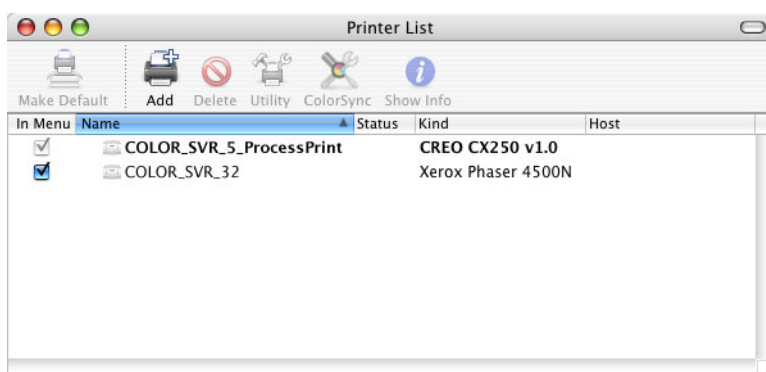 Printer List
Make Default Add Delete Utility ColorSync Show Info
In Menu Name Status Kind Host
COLOR_SVR_5_ProcessPrint CREO CX250 v1.0
COLOR_SVR_32 Xerox Phaser 4500N